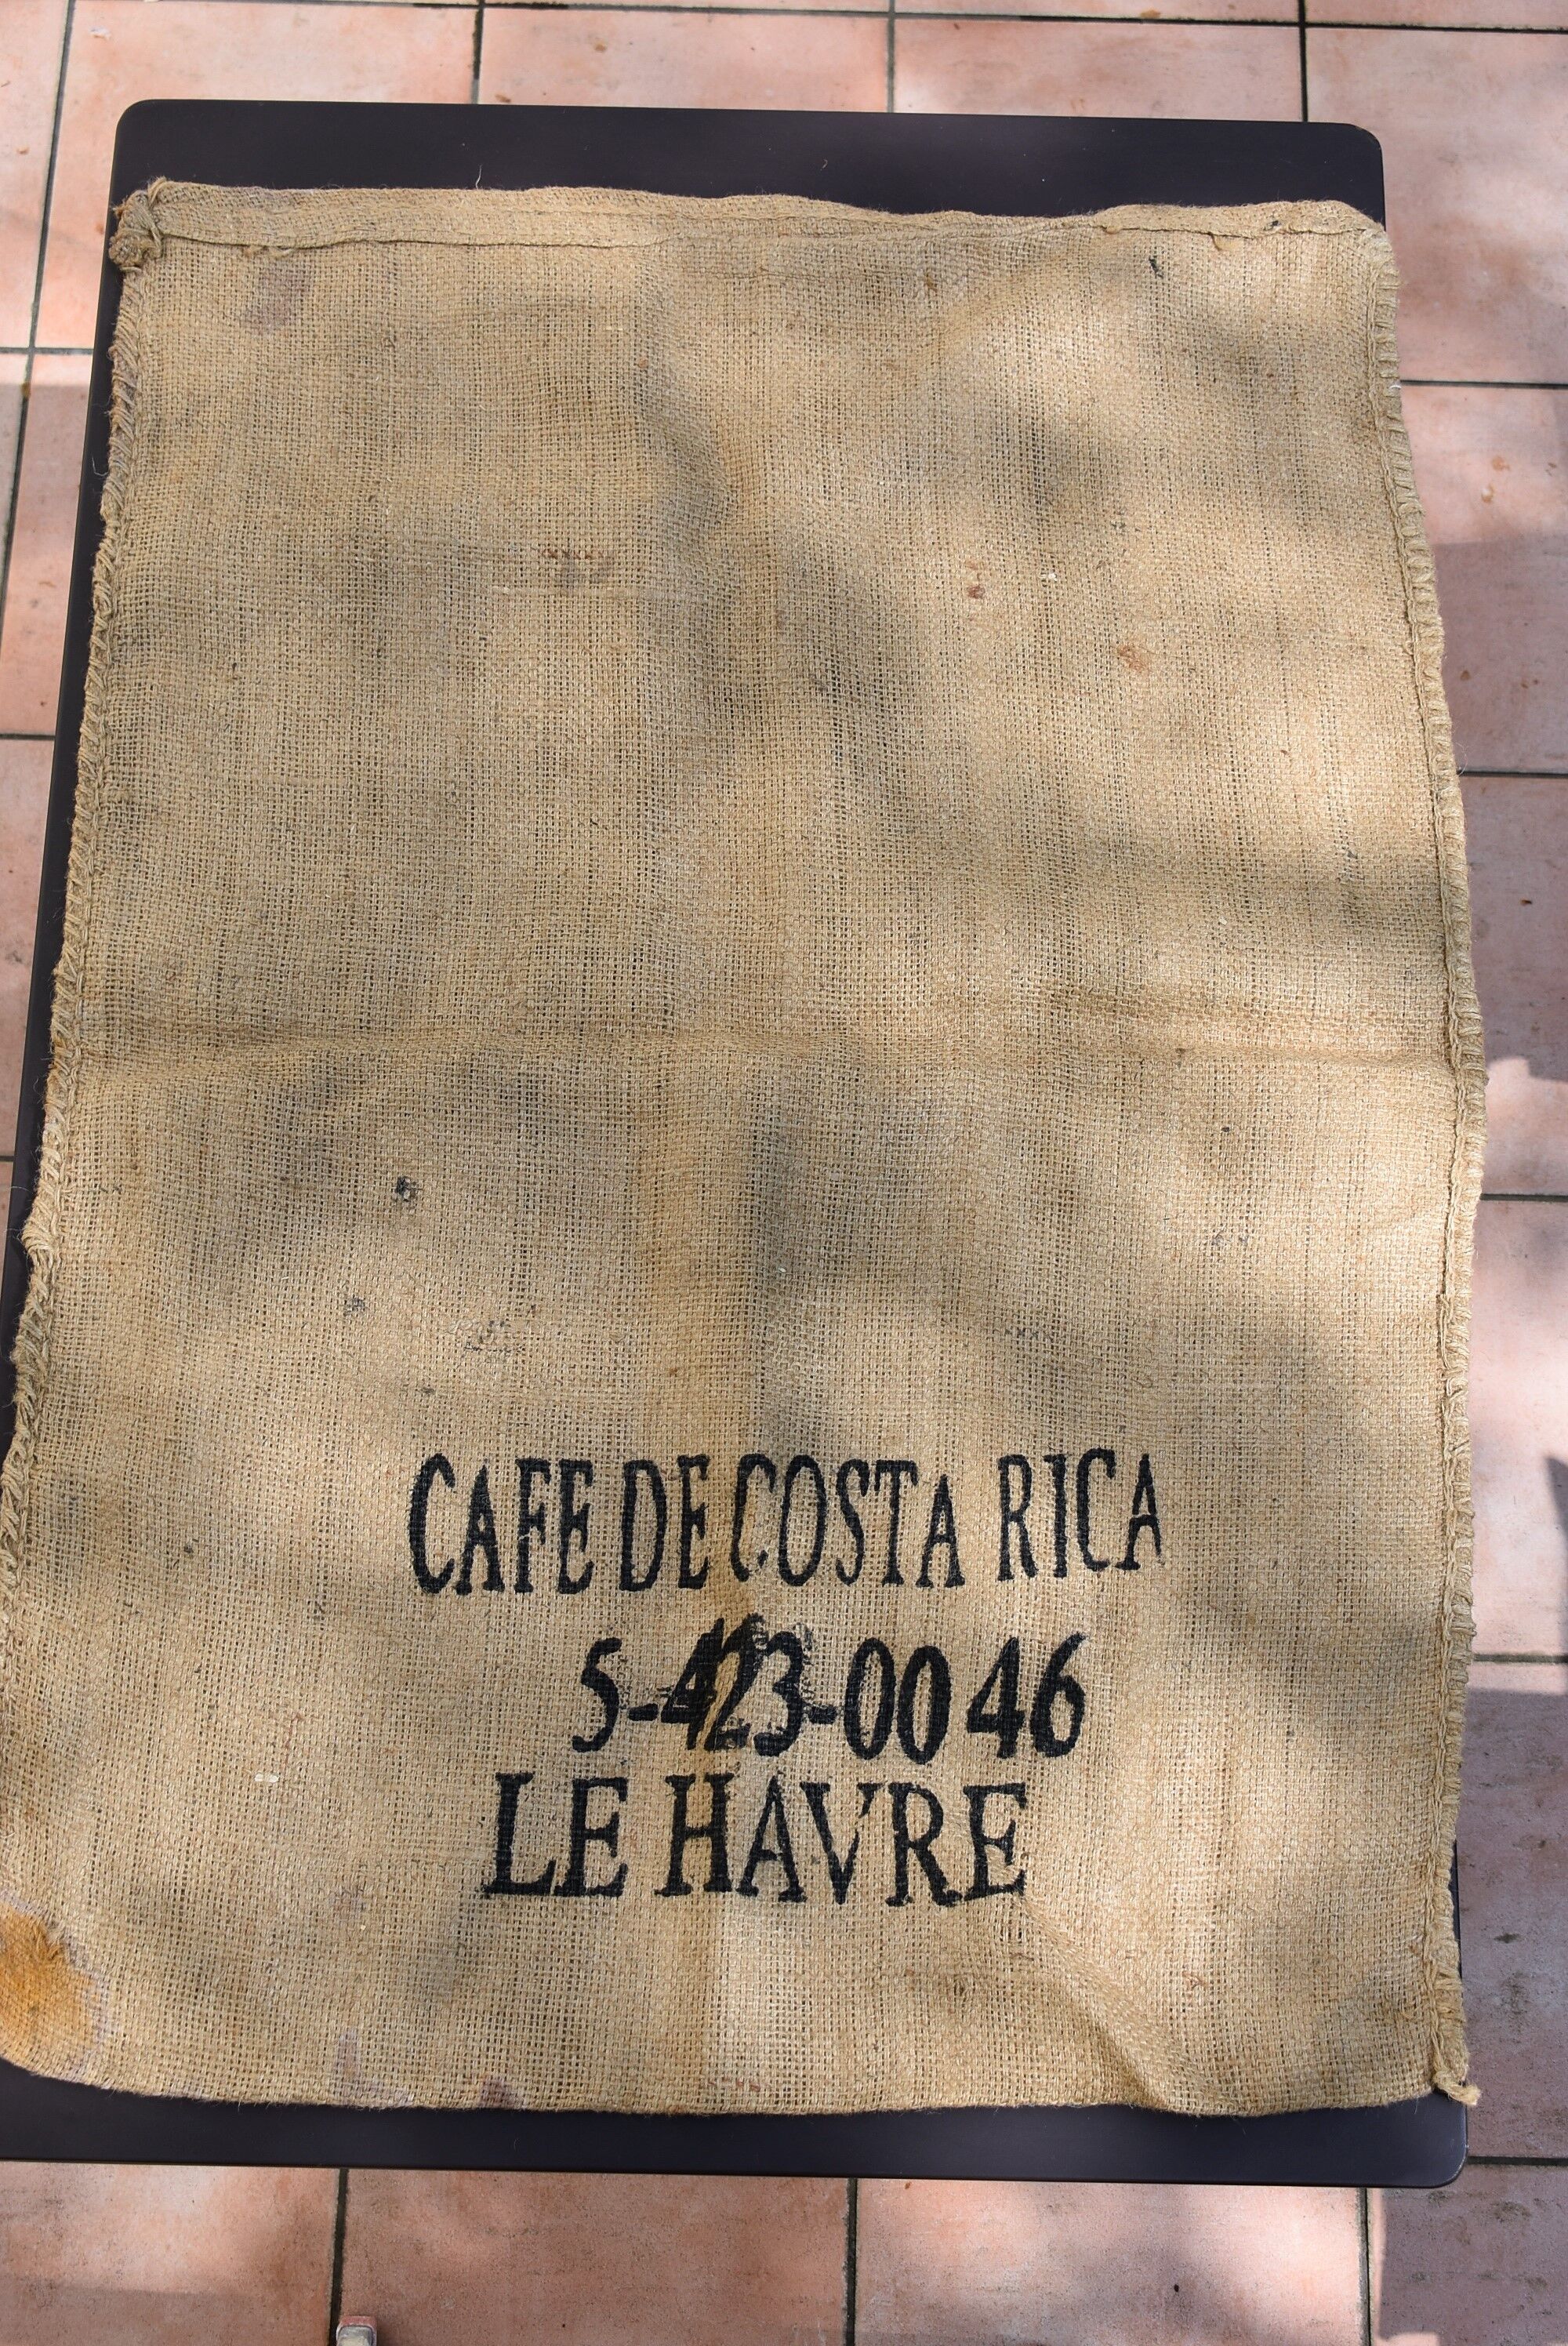 CAFE DE COSTA RICA
5-423-0046
LE HAVRE